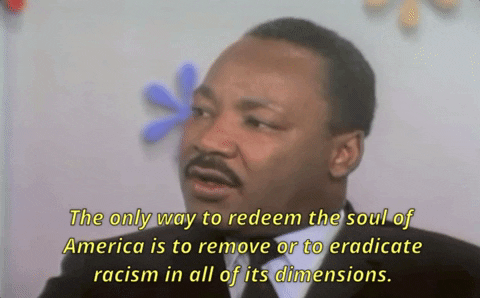 The only way to redeem the soul of
America is to remove or to eradicate
racism in all of its dimensions.